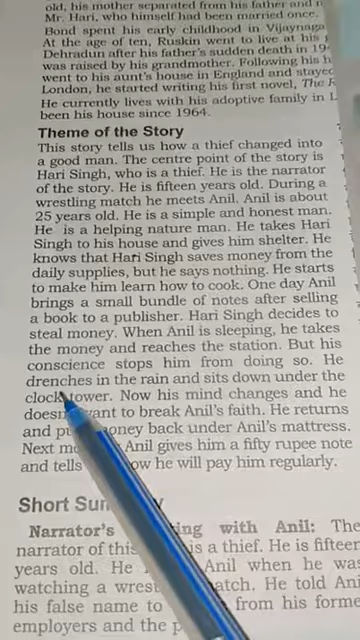 old, his mother separated from his father and
Mr. Hari, who himself had been married once.
Bond spent his early childhood in Vijaynaga
At the age of ten, Ruskin went to live at his
Dehradun after his father's sudden death in 19
was raised by his grandmother. Following his h
went to his aunt's house in England and stayed
London, he started writing his first novel, The R
He currently lives with his adoptive family in L
been his house since 1964.
Theme of the Story
This story tells us how a thief changed into
a good man. The centre point of the story is
Hari Singh, who is a thief. He is the narrator
of the story. He is fifteen years old. During a
wrestling match he meets Anil. Anil is about
25 years old. He is a simple and honest man.
He is a helping nature man. He takes Hari
Singh to his house and gives him shelter. He
knows that Hari Singh saves money from the
daily supplies, but he says nothing. He starts
to make him learn how to cook. One day Anil
brings a small bundle of notes after selling
a book to a publisher. Hari Singh decides to
steal money. When Anil is sleeping, he takes
the money and reaches the station. But his
conscience stops him from doing so. He
drenches in the rain and sits down under the
clock tower. Now his mind changes and he
doesn want to break Anil's faith. He returns
and pu money back under Anil's mattress.
Next mo Anil gives him a fifty rupee note
and tells ow he will pay him regularly.
Short Sum y
Narrator's ing with Anil: The
narrator of this is a thief. He is fifteen
years old. He Anil when he was
watching a wrest atch. He told Ani
his false name to from his forme
employers and the p